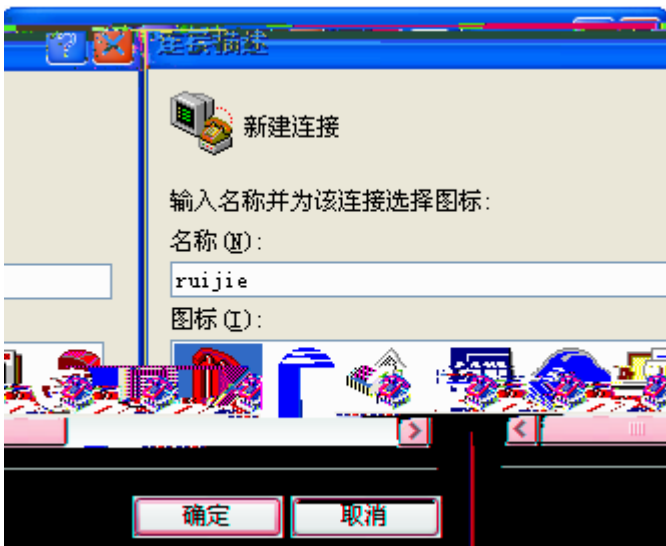 连接描述
新建连接
输入名称并为该连接选择图标:
名称(N):
ruijie
图标(I):
确定
取消